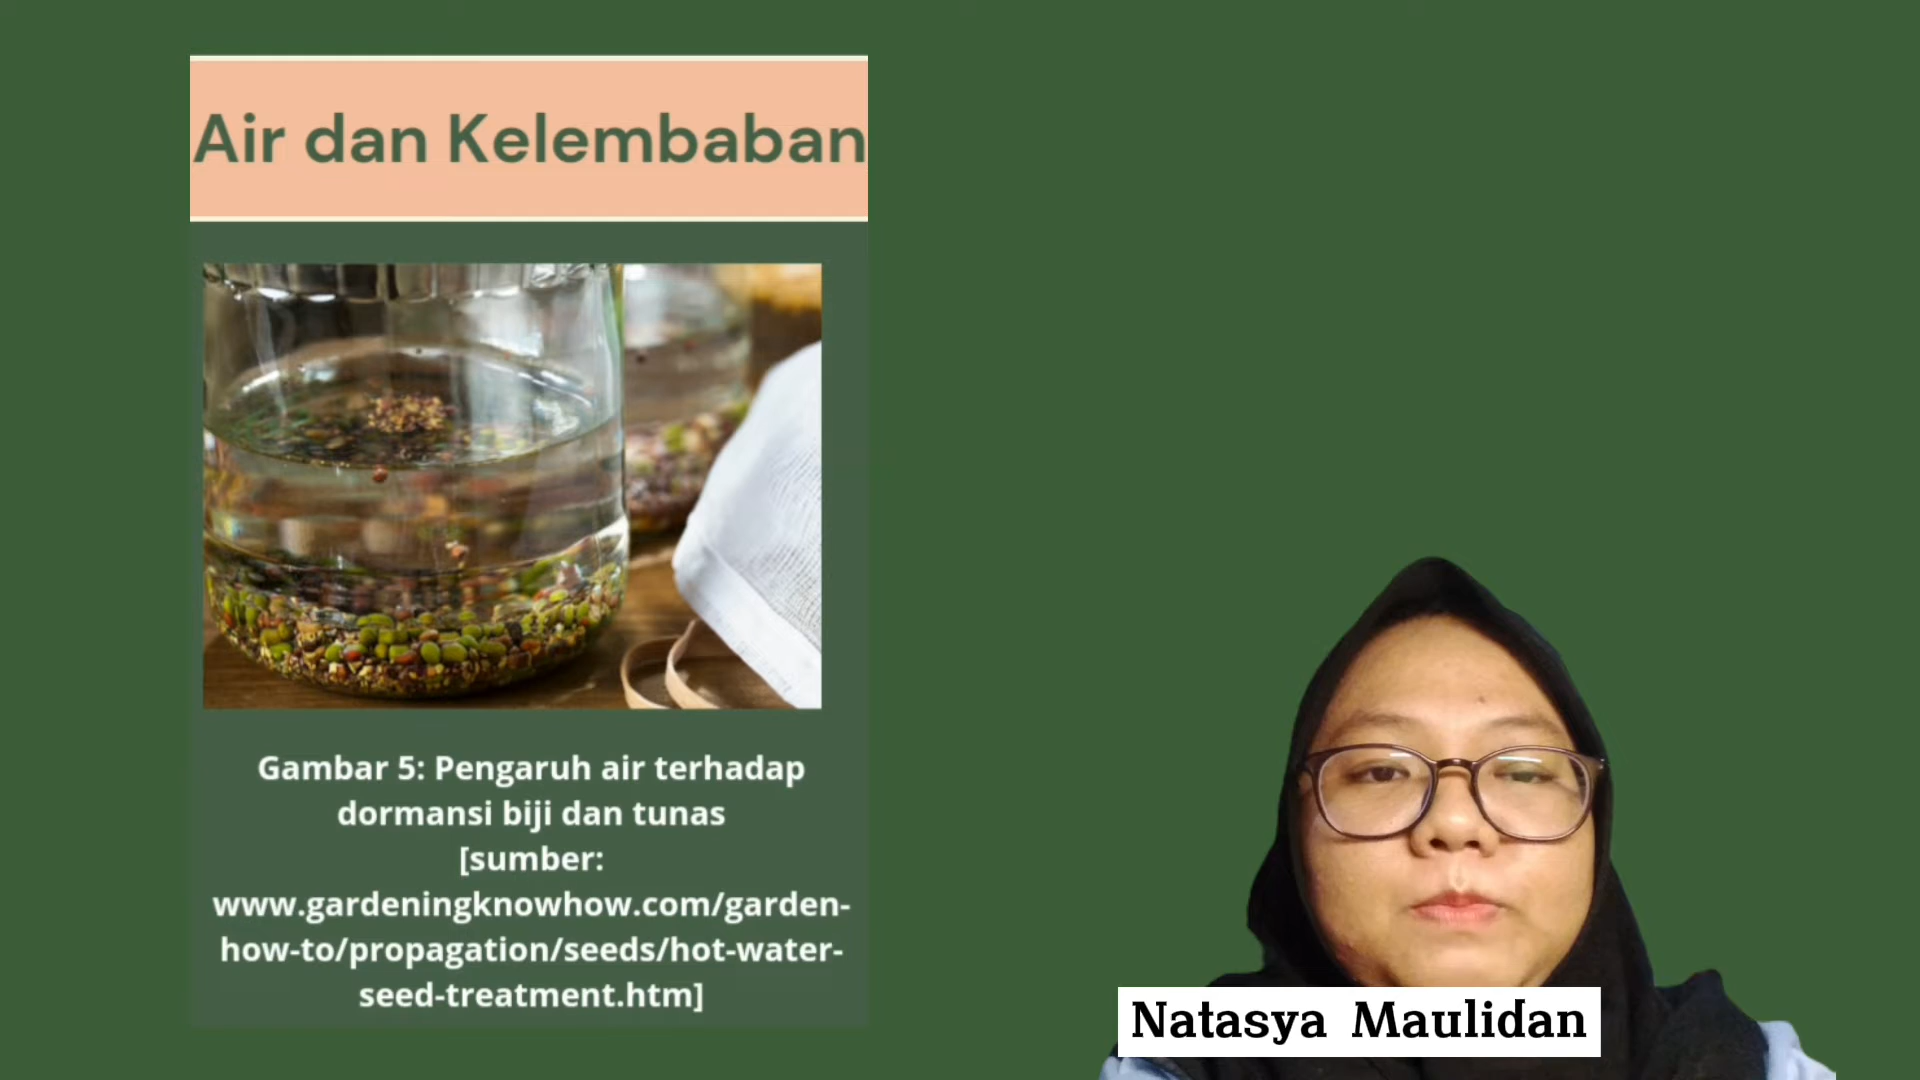 Air dan Kelembaban
Gambar 5: Pengaruh air terhadap
dormansi biji dan tunas
[sumber:
www.gardeningknowhow.com/garden-
how-to/propagation/seeds/hot-water-
seed-treatment.htm]
Natasya Maulidan